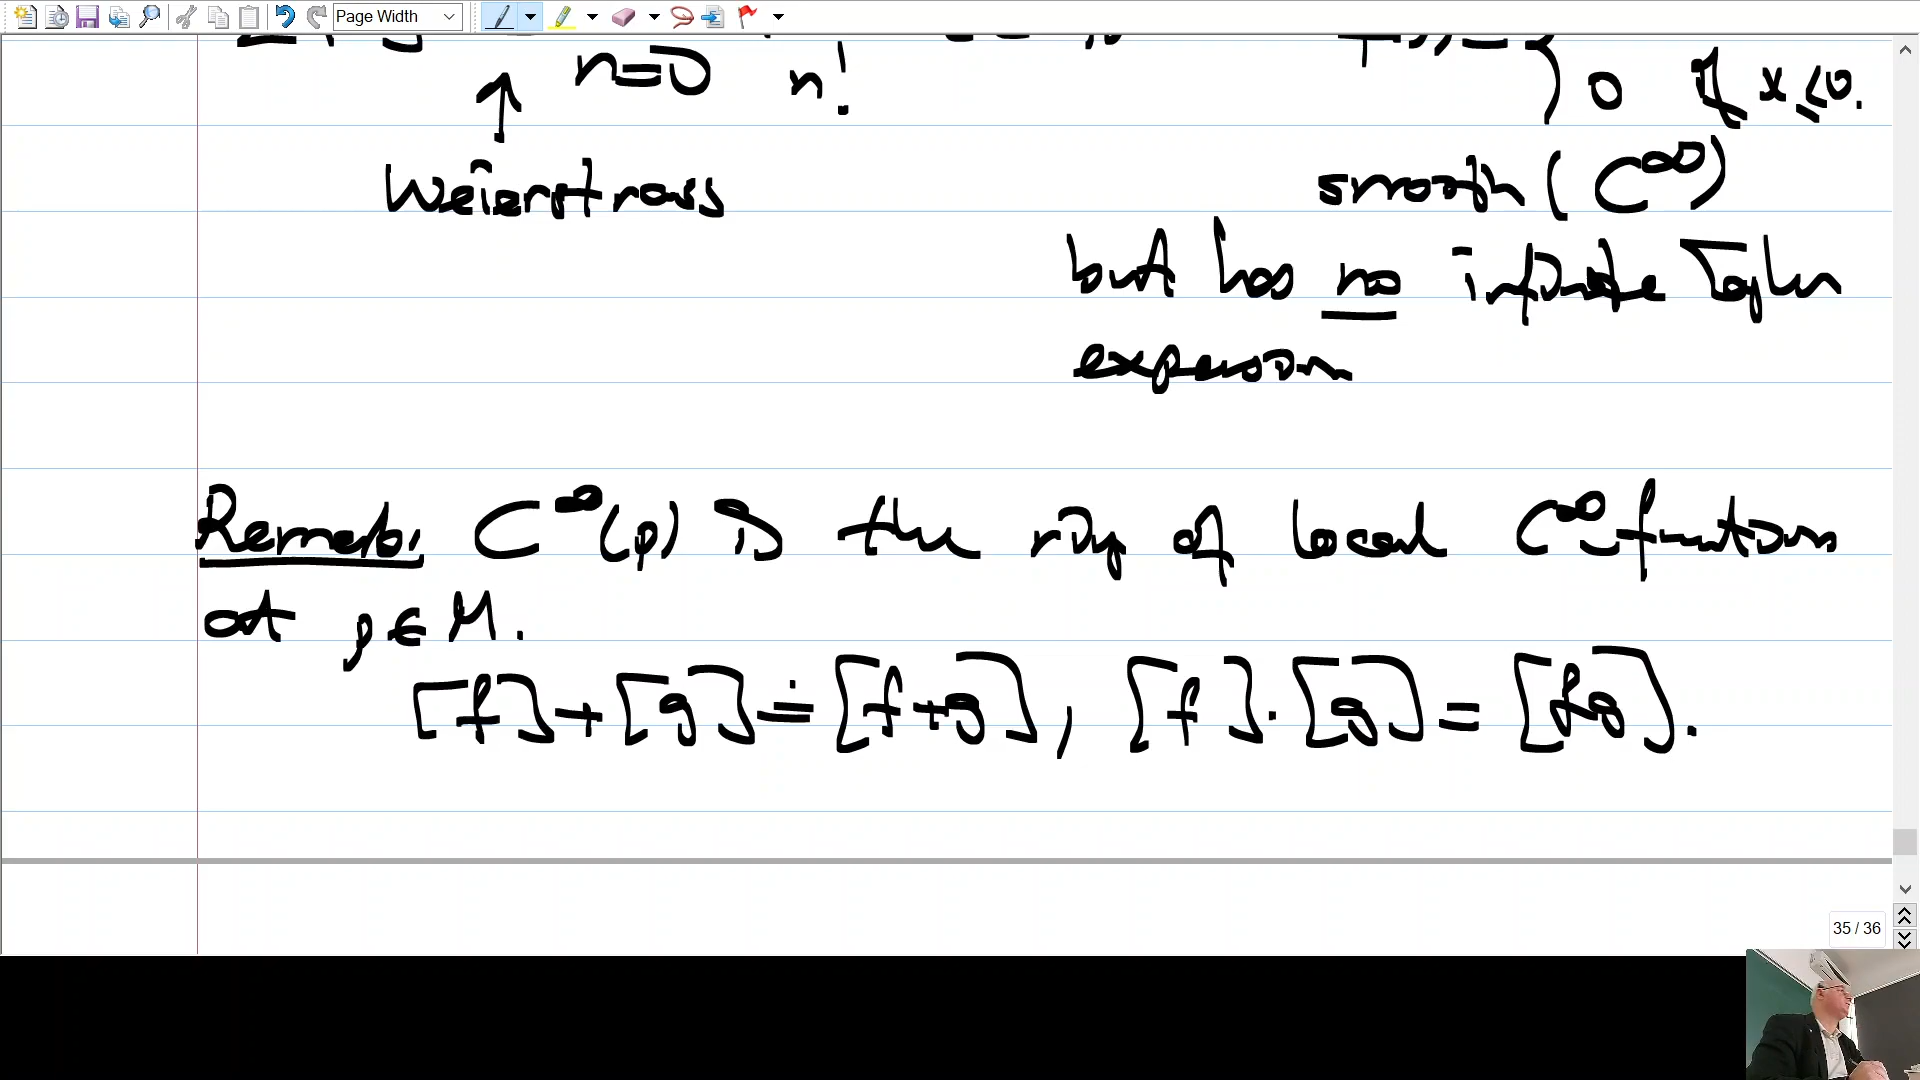 Page Width
n=0 n! 0 if x≤0.
Weierstrass smooth (C^∞)
but has no infinite Taylor
expansion
Remark: C^∞(p) is the ring of local C^∞-functions
at p∈M.
[f]+[g]≐[f+g], [f]·[g]=[fg].
35 / 36